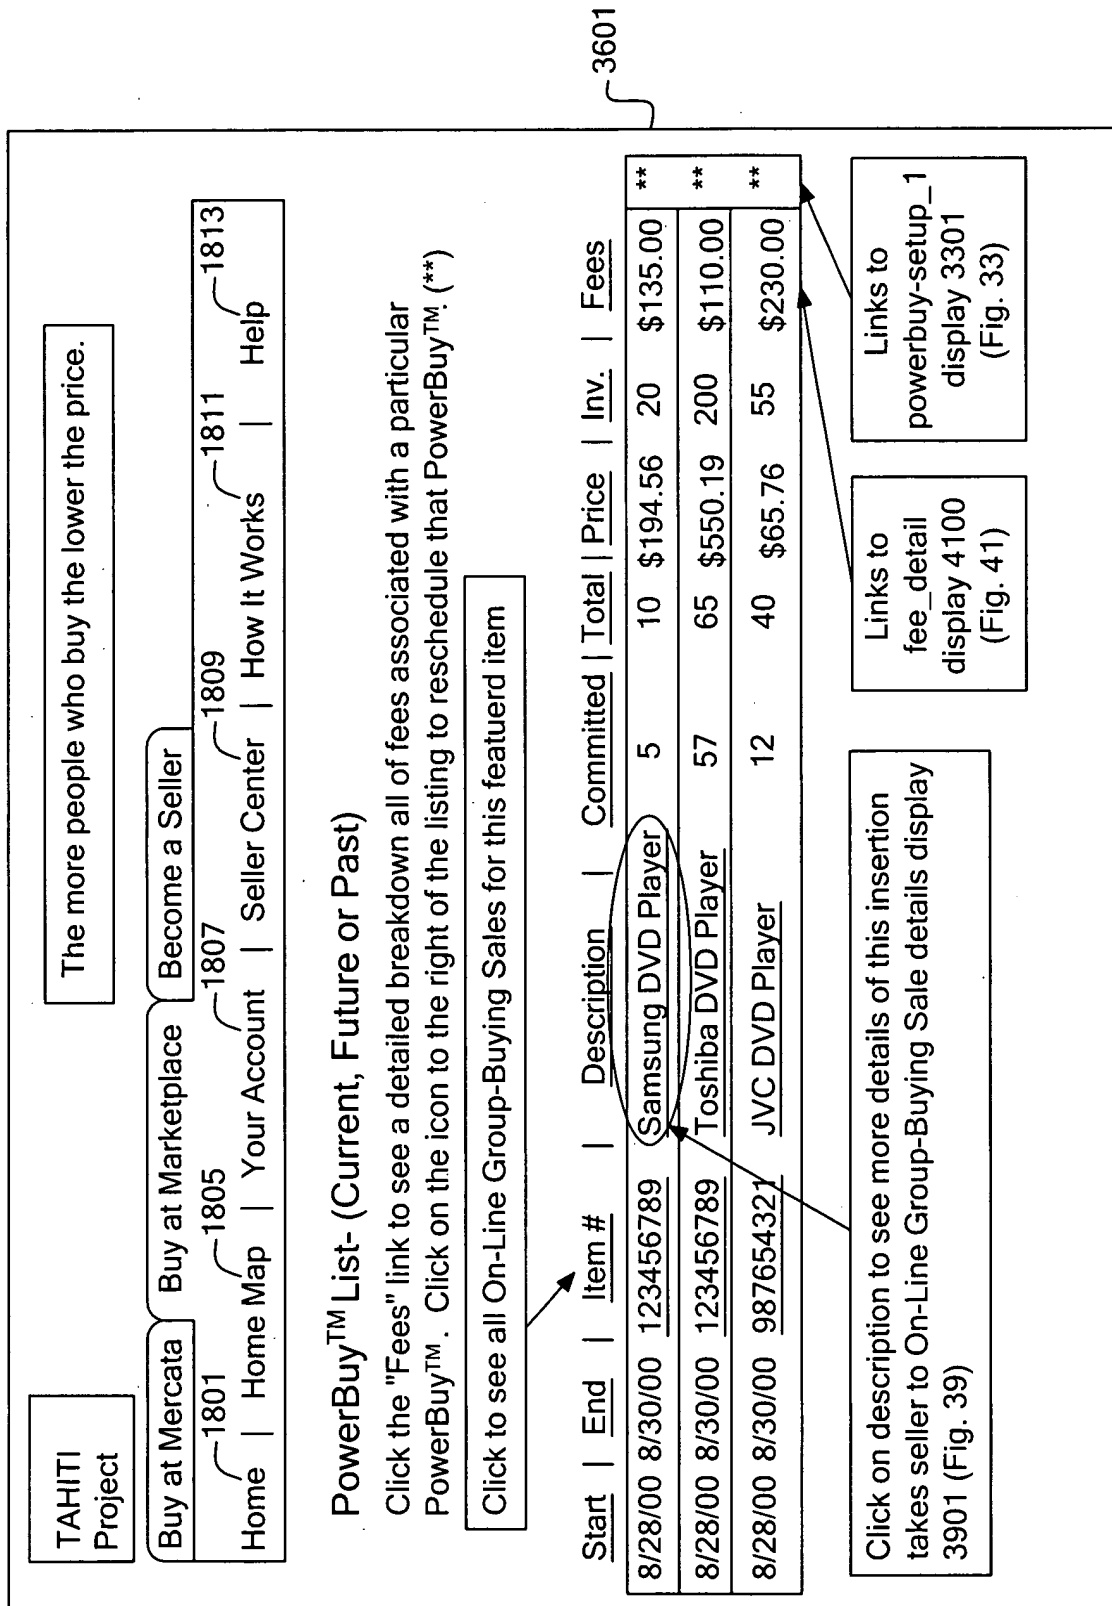 TAHITI
Project
The more people who buy the lower the price.
Buy at Mercata Buy at Marketplace Become a Seller
1801 1805 1807 1809 1811 1813
Home | Home Map | Your Account | Seller Center | How It Works | Help
PowerBuy™ List- (Current, Future or Past)
Click the "Fees" link to see a detailed breakdown all of fees associated with a particular
PowerBuy™. Click on the icon to the right of the listing to reschedule that PowerBuy™. (**)
Click to see all On-Line Group-Buying Sales for this featuerd item
3601
Start | End | Item# | Description | Committed | Total | Price | Inv. | Fees
8/28/00 8/30/00 123456789 Samsung DVD Player 5 10 $194.56 20 $135.00 **
8/28/00 8/30/00 123456789 Toshiba DVD Player 57 65 $550.19 200 $110.00 **
8/28/00 8/30/00 987654321 JVC DVD Player 12 40 $65.76 55 $230.00 **
Click on description to see more details of this insertion
takes seller to On-Line Group-Buying Sale details display
3901 (Fig. 39)
Links to
fee_detail
display 4100
(Fig. 41)
Links to
powerbuy-setup_1
display 3301
(Fig. 33)